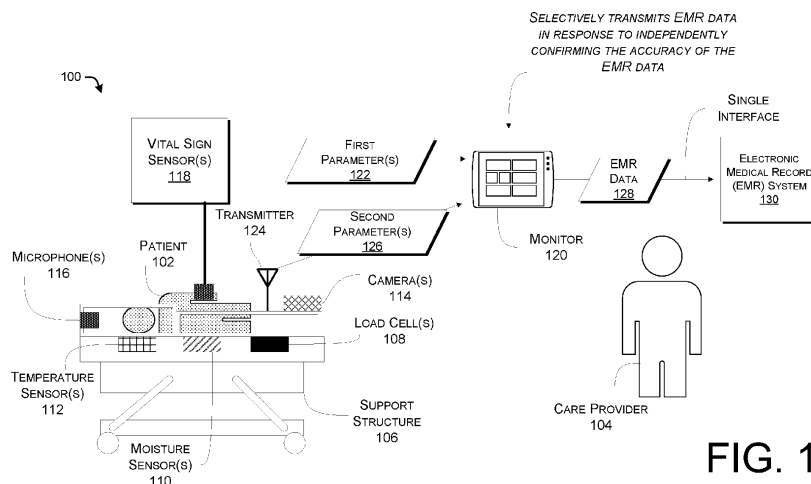 SELECTIVELY TRANSMITS EMR DATA
IN RESPONSE TO INDEPENDENTLY
CONFIRMING THE ACCURACY OF THE
EMR DATA
100
VITAL SIGN
SENSOR(S)
118
FIRST
PARAMETER(S)
122
SINGLE
INTERFACE
EMR
DATA
128
ELECTRONIC
MEDICAL RECORD
(EMR) SYSTEM
130
TRANSMITTER
124
SECOND
PARAMETER(S)
126
MONITOR
120
PATIENT
102
MICROPHONE(S)
116
CAMERA(S)
114
LOAD CELL(S)
108
TEMPERATURE
SENSOR(S)
112
SUPPORT
STRUCTURE
106
CARE PROVIDER
104
MOISTURE
SENSOR(S)
110
FIG. 1